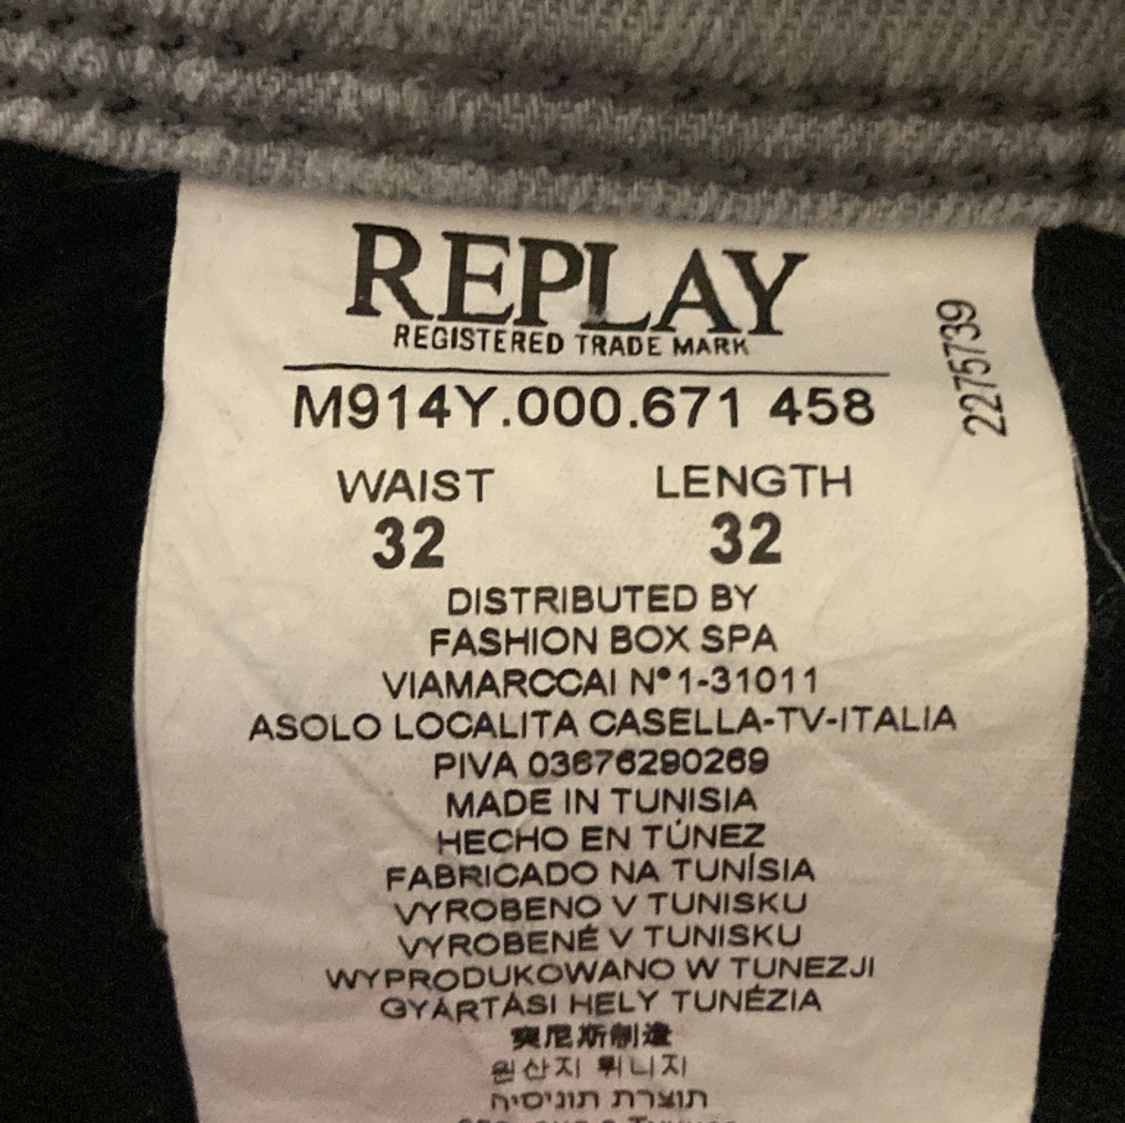 REPLAY
REGISTERED TRADE MARK
2275739
M914Y.000.671 458
WAIST LENGTH
32 32
DISTRIBUTED BY
FASHION BOX SPA
VIAMARCCAI N°1-31011
ASOLO LOCALITA CASELLA-TV-ITALIA
PIVA 03676290269
MADE IN TUNISIA
HECHO EN TÚNEZ
FABRICADO NA TUNÍSIA
VYROBENO V TUNISKU
VYROBENÉ V TUNISKU
WYPRODUKOWANO W TUNEZJI
GYÁRTÁSI HELY TUNÉZIA
突尼斯制造
원산지 튀니지
תוצרת תוניסיה